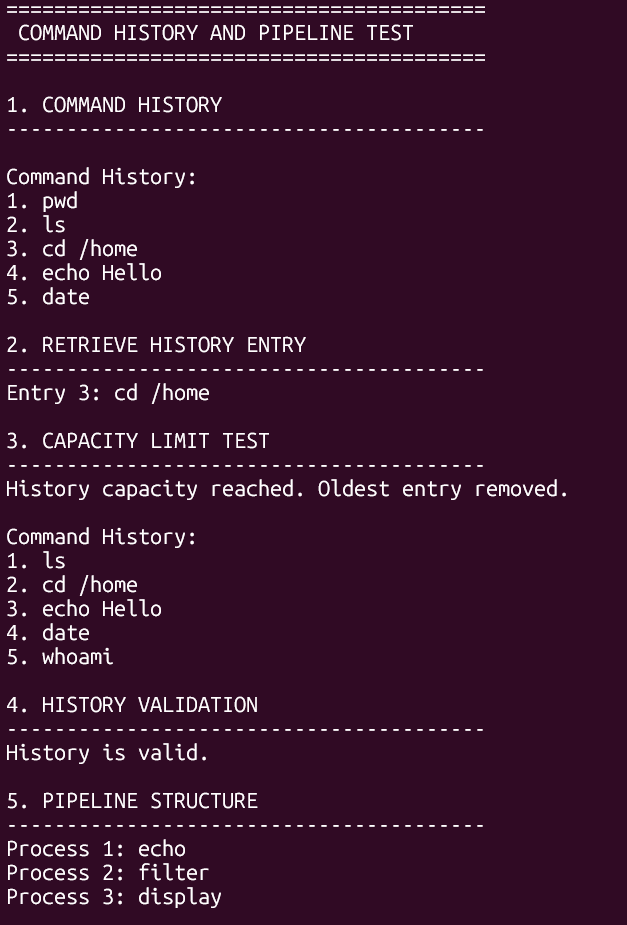 ========================================
 COMMAND HISTORY AND PIPELINE TEST
========================================
1. COMMAND HISTORY
----------------------------------------
Command History:
1. pwd
2. ls
3. cd /home
4. echo Hello
5. date
2. RETRIEVE HISTORY ENTRY
----------------------------------------
Entry 3: cd /home
3. CAPACITY LIMIT TEST
----------------------------------------
History capacity reached. Oldest entry removed.
Command History:
1. ls
2. cd /home
3. echo Hello
4. date
5. whoami
4. HISTORY VALIDATION
----------------------------------------
History is valid.
5. PIPELINE STRUCTURE
----------------------------------------
Process 1: echo
Process 2: filter
Process 3: display